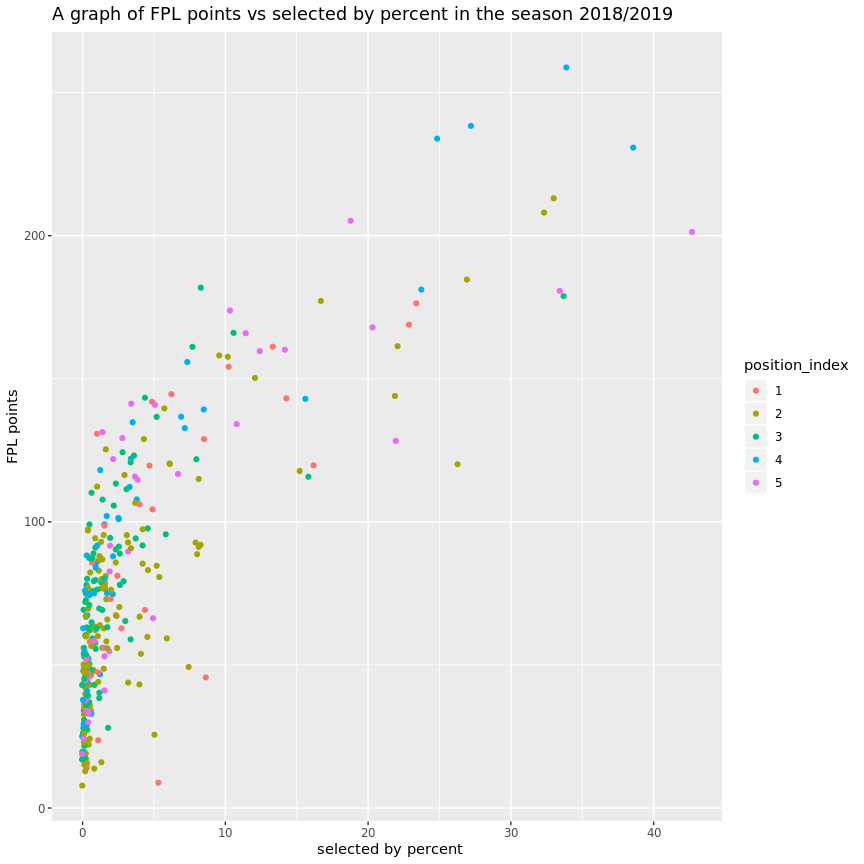 A graph of FPL points vs selected by percent in the season 2018/2019
FPL points
200
100
0
0 10 20 30 40
selected by percent
position_index
1
2
3
4
5